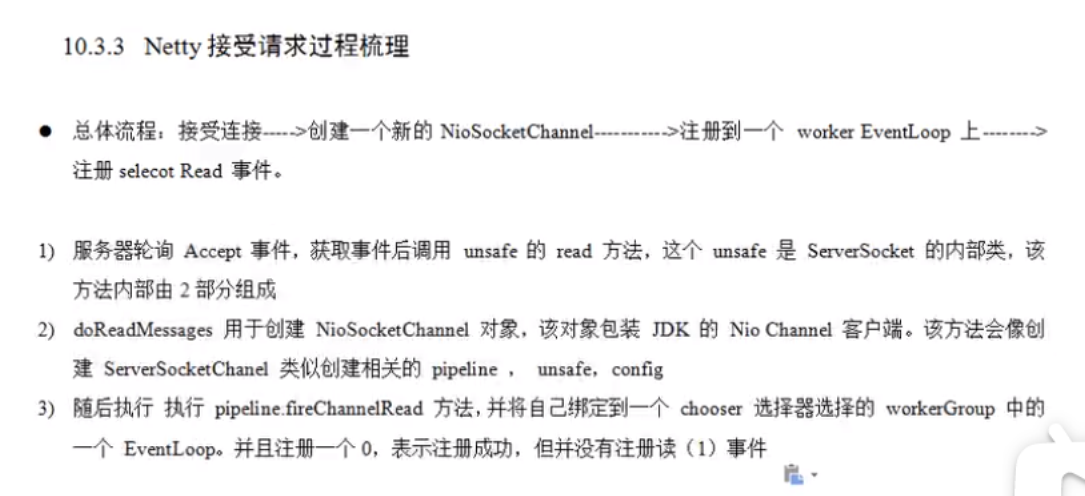 10.3.3 Netty 接受请求过程梳理
● 总体流程：接受连接----->创建一个新的 NioSocketChannel----------->注册到一个 worker EventLoop 上-------->
注册 selecot Read 事件。
1) 服务器轮询 Accept 事件，获取事件后调用 unsafe 的 read 方法，这个 unsafe 是 ServerSocket 的内部类，该
方法内部由 2 部分组成
2) doReadMessages 用于创建 NioSocketChannel 对象，该对象包装 JDK 的 Nio Channel 客户端。该方法会像创
建 ServerSocketChanel 类似创建相关的 pipeline ， unsafe，config
3) 随后执行 执行 pipeline.fireChannelRead 方法，并将自己绑定到一个 chooser 选择器选择的 workerGroup 中的
一个 EventLoop。并且注册一个 0，表示注册成功，但并没有注册读（1）事件